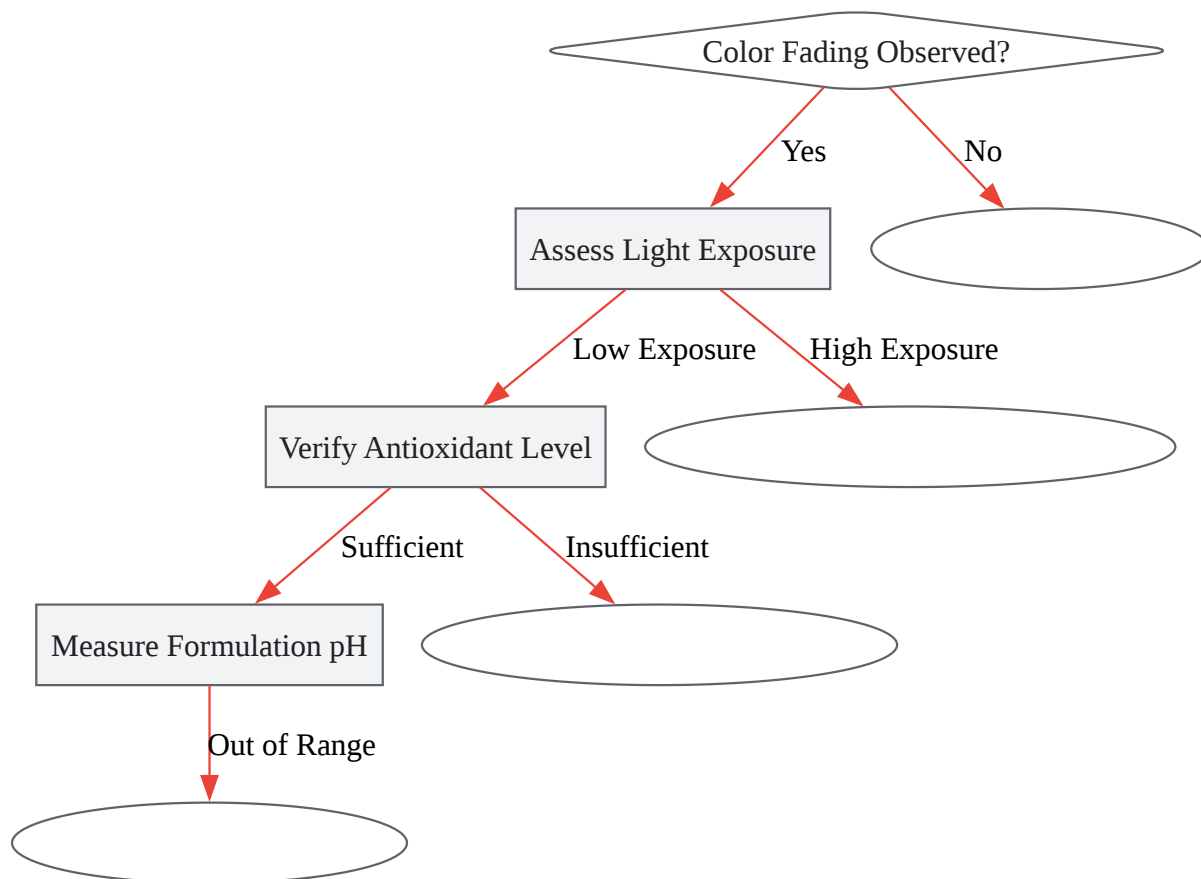 Color Fading Observed?
Yes
No
Assess Light Exposure
Low Exposure
High Exposure
Verify Antioxidant Level
Sufficient
Insufficient
Measure Formulation pH
Out of Range